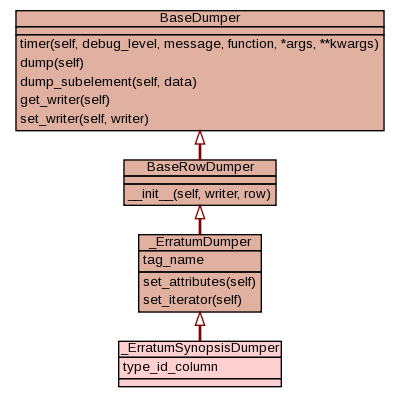 BaseDumper
timer(self, debug_level, message, function, *args, **kwargs)
dump(self)
dump_subelement(self, data)
get_writer(self)
set_writer(self, writer)
BaseRowDumper
__init__(self, writer, row)
_ErratumDumper
tag_name
set_attributes(self)
set_iterator(self)
_ErratumSynopsisDumper
type_id_column